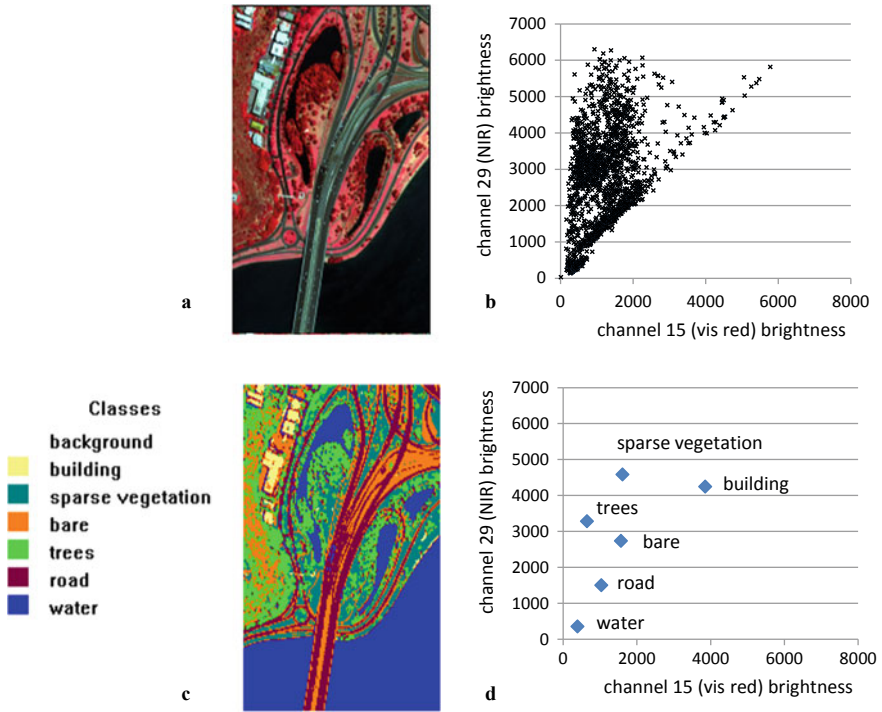 a
7000
6000
5000
4000
3000
2000
1000
0
channel 29 (NIR) brightness
0 2000 4000 6000 8000
channel 15 (vis red) brightness
b
Classes
background
building
sparse vegetation
bare
trees
road
water
c
7000
6000
5000
4000
3000
2000
1000
0
channel 29 (NIR) brightness
sparse vegetation
building
trees
bare
road
water
0 2000 4000 6000 8000
channel 15 (vis red) brightness
d